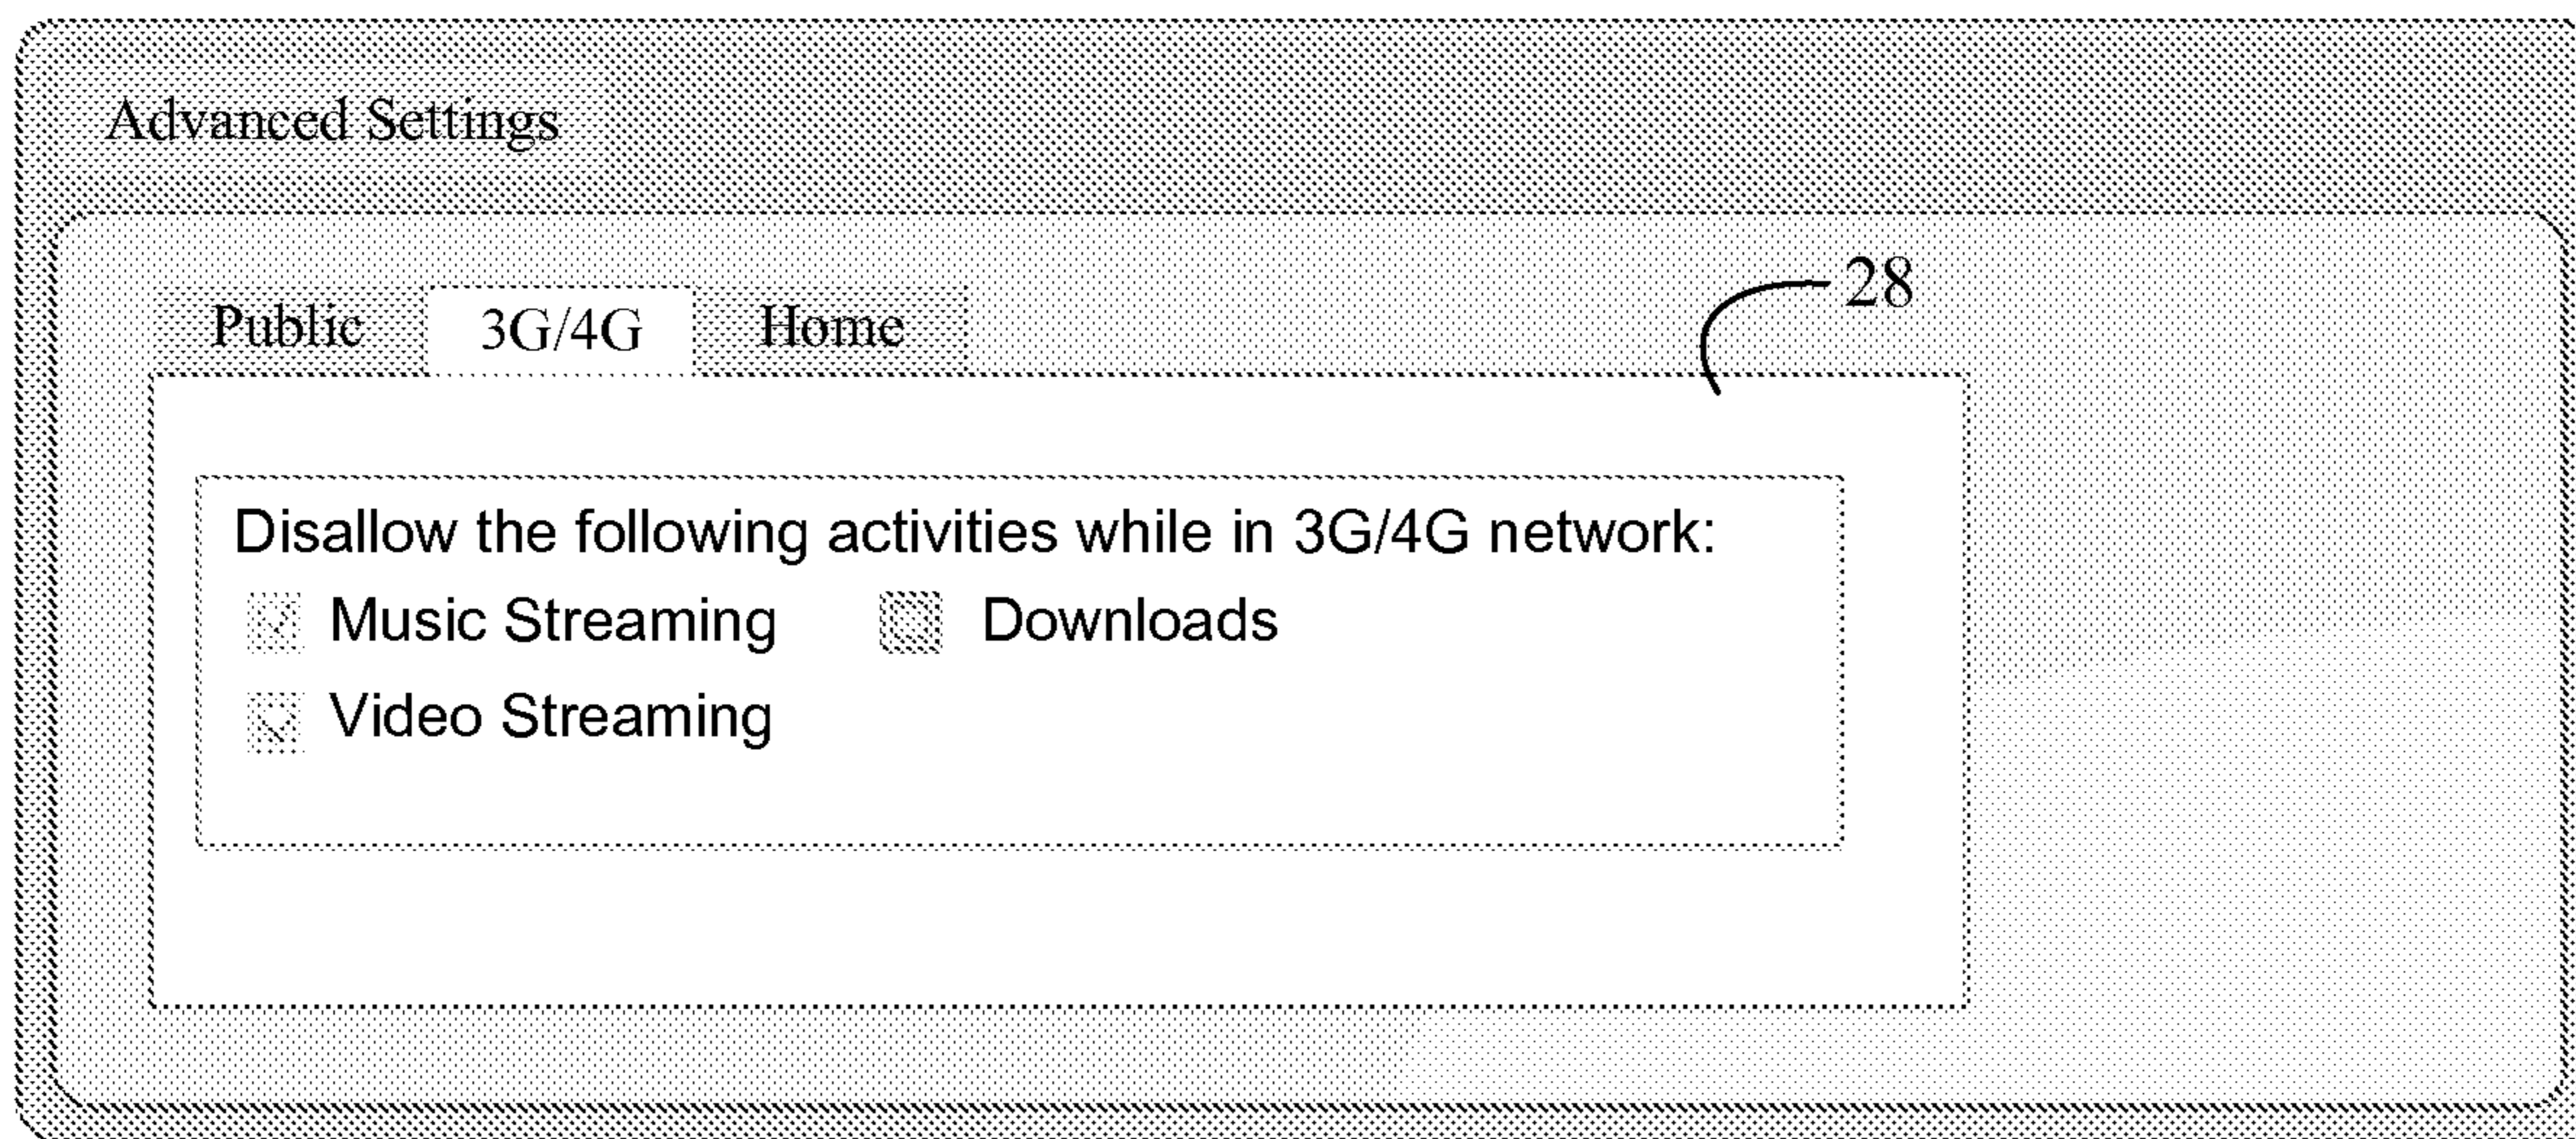 Advanced Settings
28
Public 3G/4G Home
Disallow the following activities while in 3G/4G network:
Music Streaming Downloads
Video Streaming